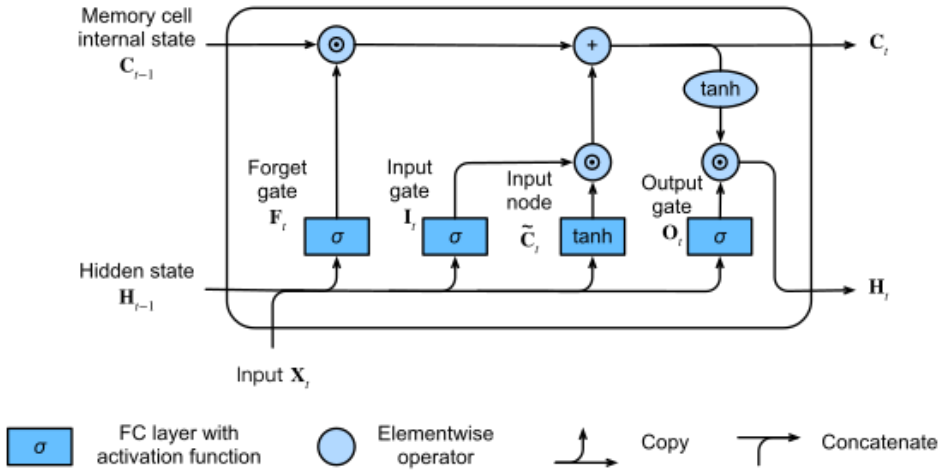 Memory cell
internal state
C_{t-1}
C_t
+
tanh
Forget
gate
F_t
Input
gate
I_t
Input
node
C̃_t
Output
gate
O_t
σ
σ
tanh
σ
Hidden state
H_{t-1}
H_t
Input X_t
σ
FC layer with
activation function
Elementwise
operator
Copy
Concatenate